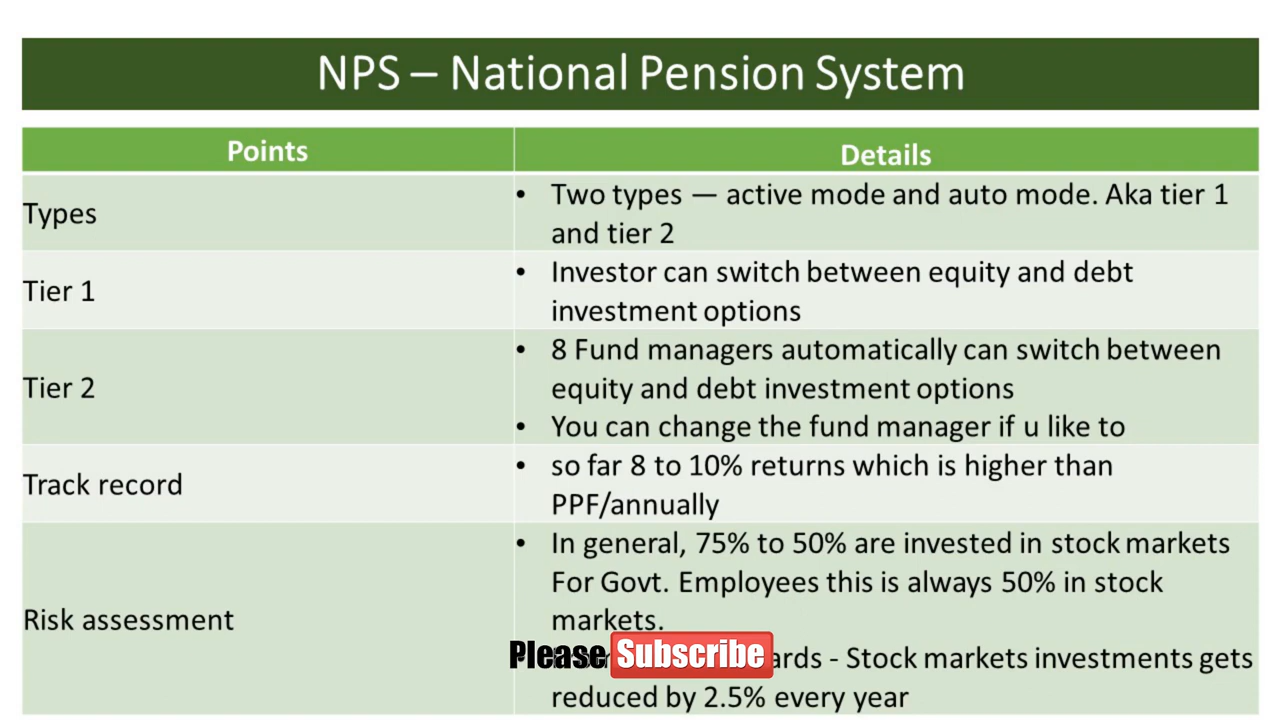 NPS – National Pension System
Points
Details
Types
• Two types — active mode and auto mode. Aka tier 1
and tier 2
Tier 1
• Investor can switch between equity and debt
investment options
Tier 2
• 8 Fund managers automatically can switch between
equity and debt investment options
• You can change the fund manager if u like to
Track record
• so far 8 to 10% returns which is higher than
PPF/annually
Risk assessment
• In general, 75% to 50% are invested in stock markets
For Govt. Employees this is always 50% in stock
markets.
- Stock markets investments gets
reduced by 2.5% every year
Please Subscribe